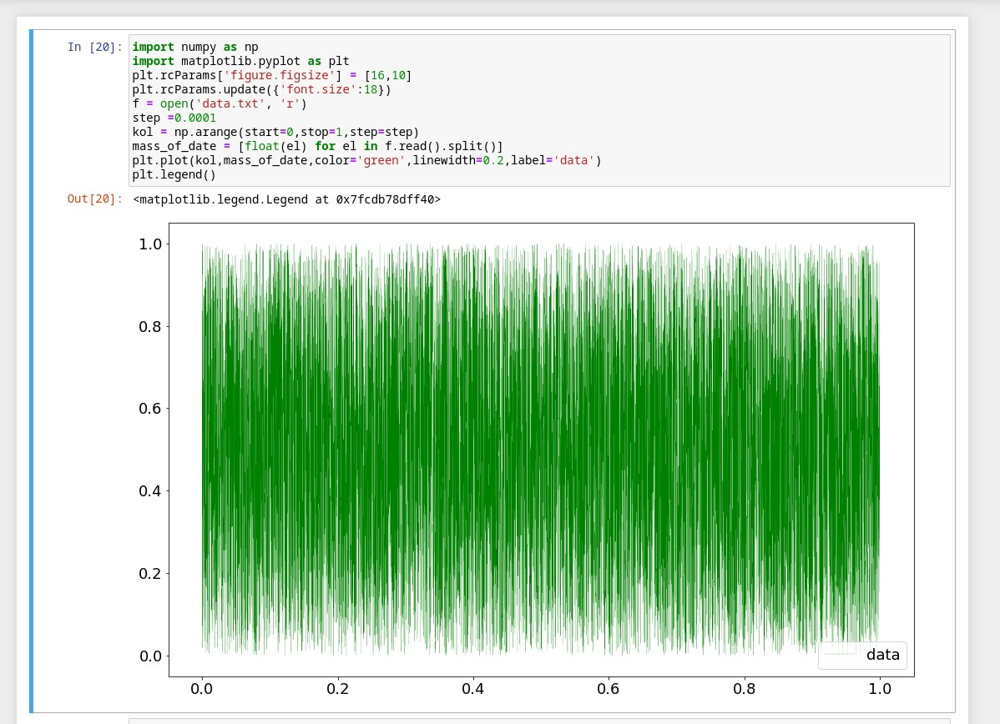 In [20]: import numpy as np
import matplotlib.pyplot as plt
plt.rcParams['figure.figsize'] = [16,10]
plt.rcParams.update({'font.size':18})
f = open('data.txt', 'r')
step =0.0001
kol = np.arange(start=0,stop=1,step=step)
mass_of_date = [float(el) for el in f.read().split()]
plt.plot(kol,mass_of_date,color='green',linewidth=0.2,label='data')
plt.legend()
Out[20]: <matplotlib.legend.Legend at 0x7fcdb78dff40>
1.0
0.8
0.6
0.4
0.2
0.0
data
0.0 0.2 0.4 0.6 0.8 1.0